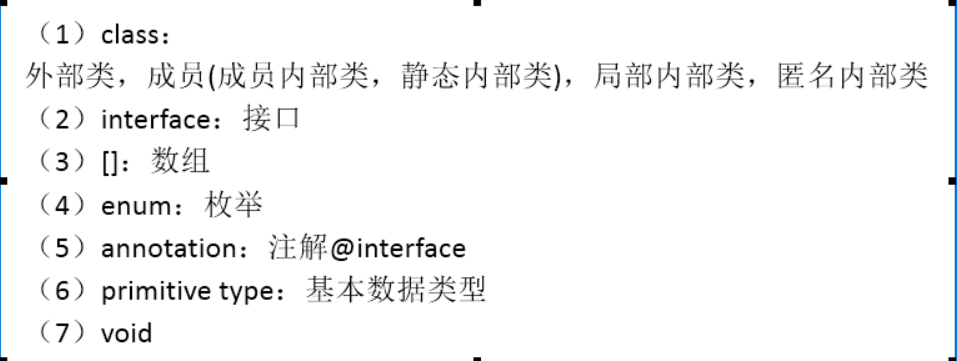 （1）class：
外部类，成员(成员内部类，静态内部类)，局部内部类，匿名内部类
（2）interface：接口
（3）[]：数组
（4）enum：枚举
（5）annotation：注解@interface
（6）primitive type：基本数据类型
（7）void